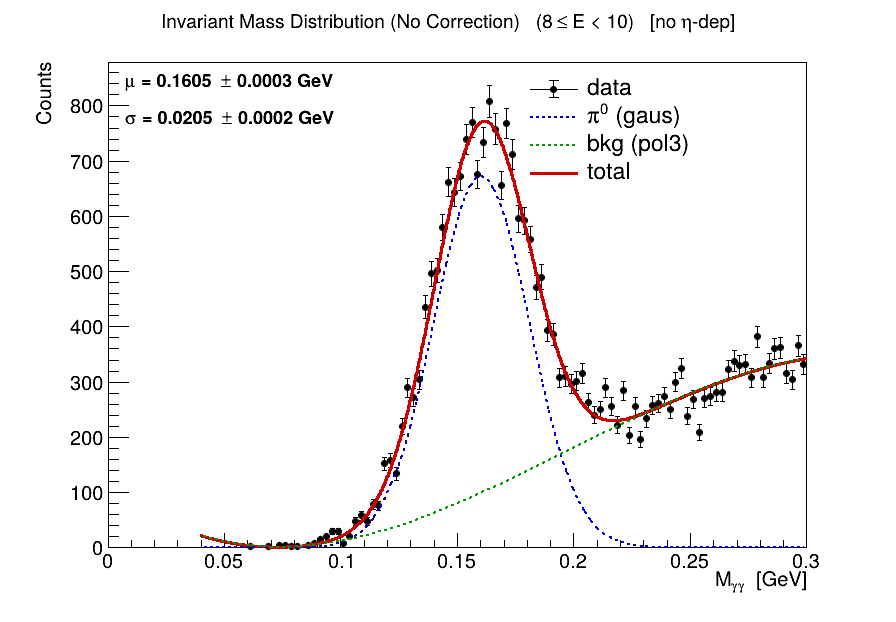 Invariant Mass Distribution (No Correction) (8 ≤ E < 10) [no η-dep]
Counts
μ = 0.1605 ± 0.0003 GeV
σ = 0.0205 ± 0.0002 GeV
data
π⁰ (gaus)
bkg (pol3)
total
800
700
600
500
400
300
200
100
0
0 0.05 0.1 0.15 0.2 0.25 0.3
Mγγ [GeV]